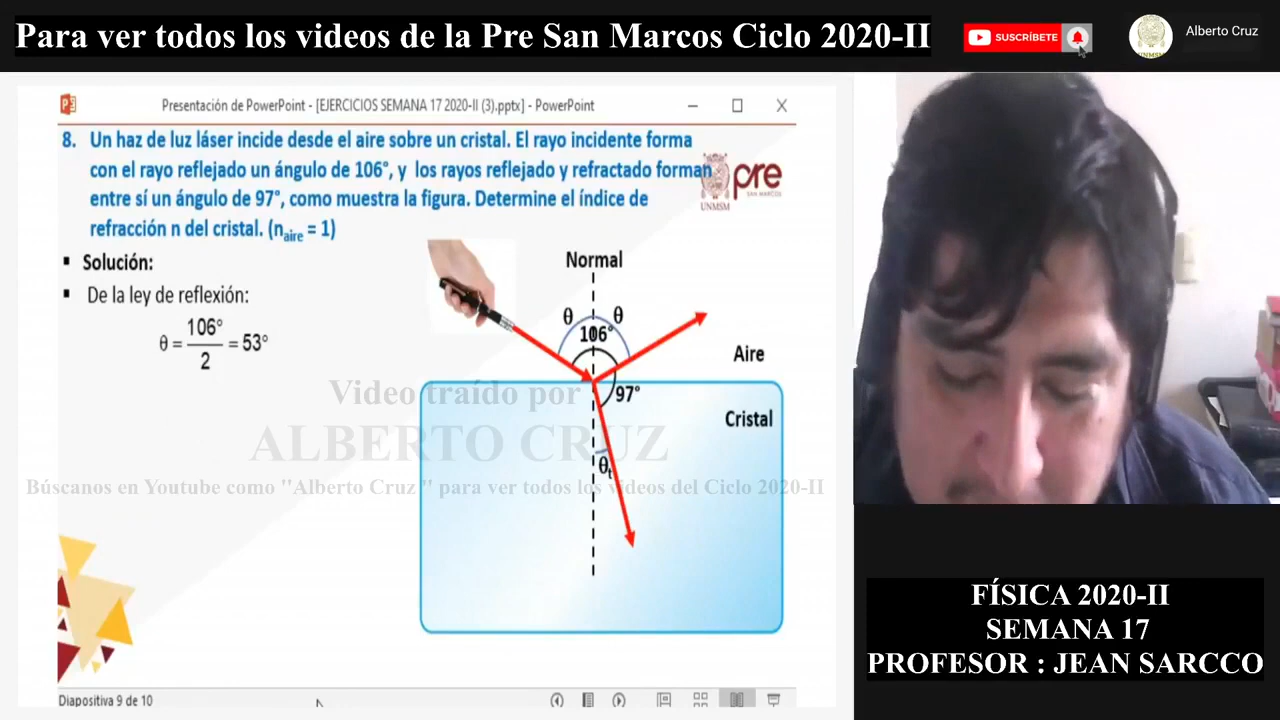 Para ver todos los videos de la Pre San Marcos Ciclo 2020-II
SUSCRÍBETE
Alberto Cruz
UNMSM
Presentación de PowerPoint - [EJERCICIOS SEMANA 17 2020-II (3).pptx] - PowerPoint
8. Un haz de luz láser incide desde el aire sobre un cristal. El rayo incidente forma
con el rayo reflejado un ángulo de 106°, y los rayos reflejado y refractado forman
entre sí un ángulo de 97°, como muestra la figura. Determine el índice de
refracción n del cristal. (naire = 1)
pre
SAN MARCOS
UNMSM
▪ Solución:
▪ De la ley de reflexión:
θ = 106°/2 = 53°
Normal
θ θ
106°
Aire
97°
Cristal
θt
Video traído por
ALBERTO CRUZ
Búscanos en Youtube como "Alberto Cruz " para ver todos los videos del Ciclo 2020-II
Diapositiva 9 de 10
FÍSICA 2020-II
SEMANA 17
PROFESOR : JEAN SARCCO